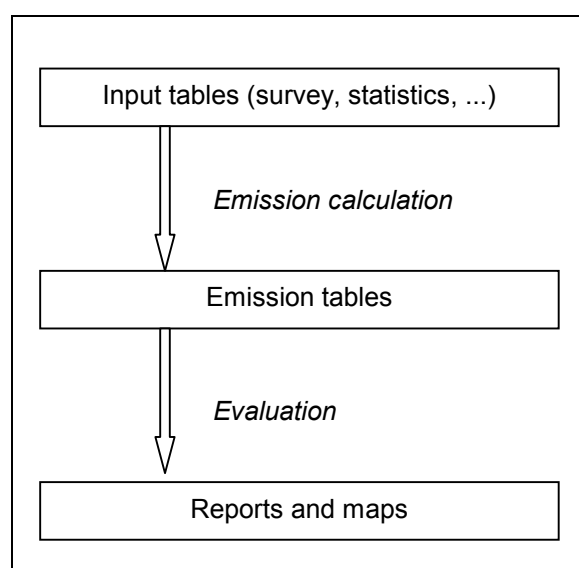 Input tables (survey, statistics, ...)
Emission calculation
Emission tables
Evaluation
Reports and maps